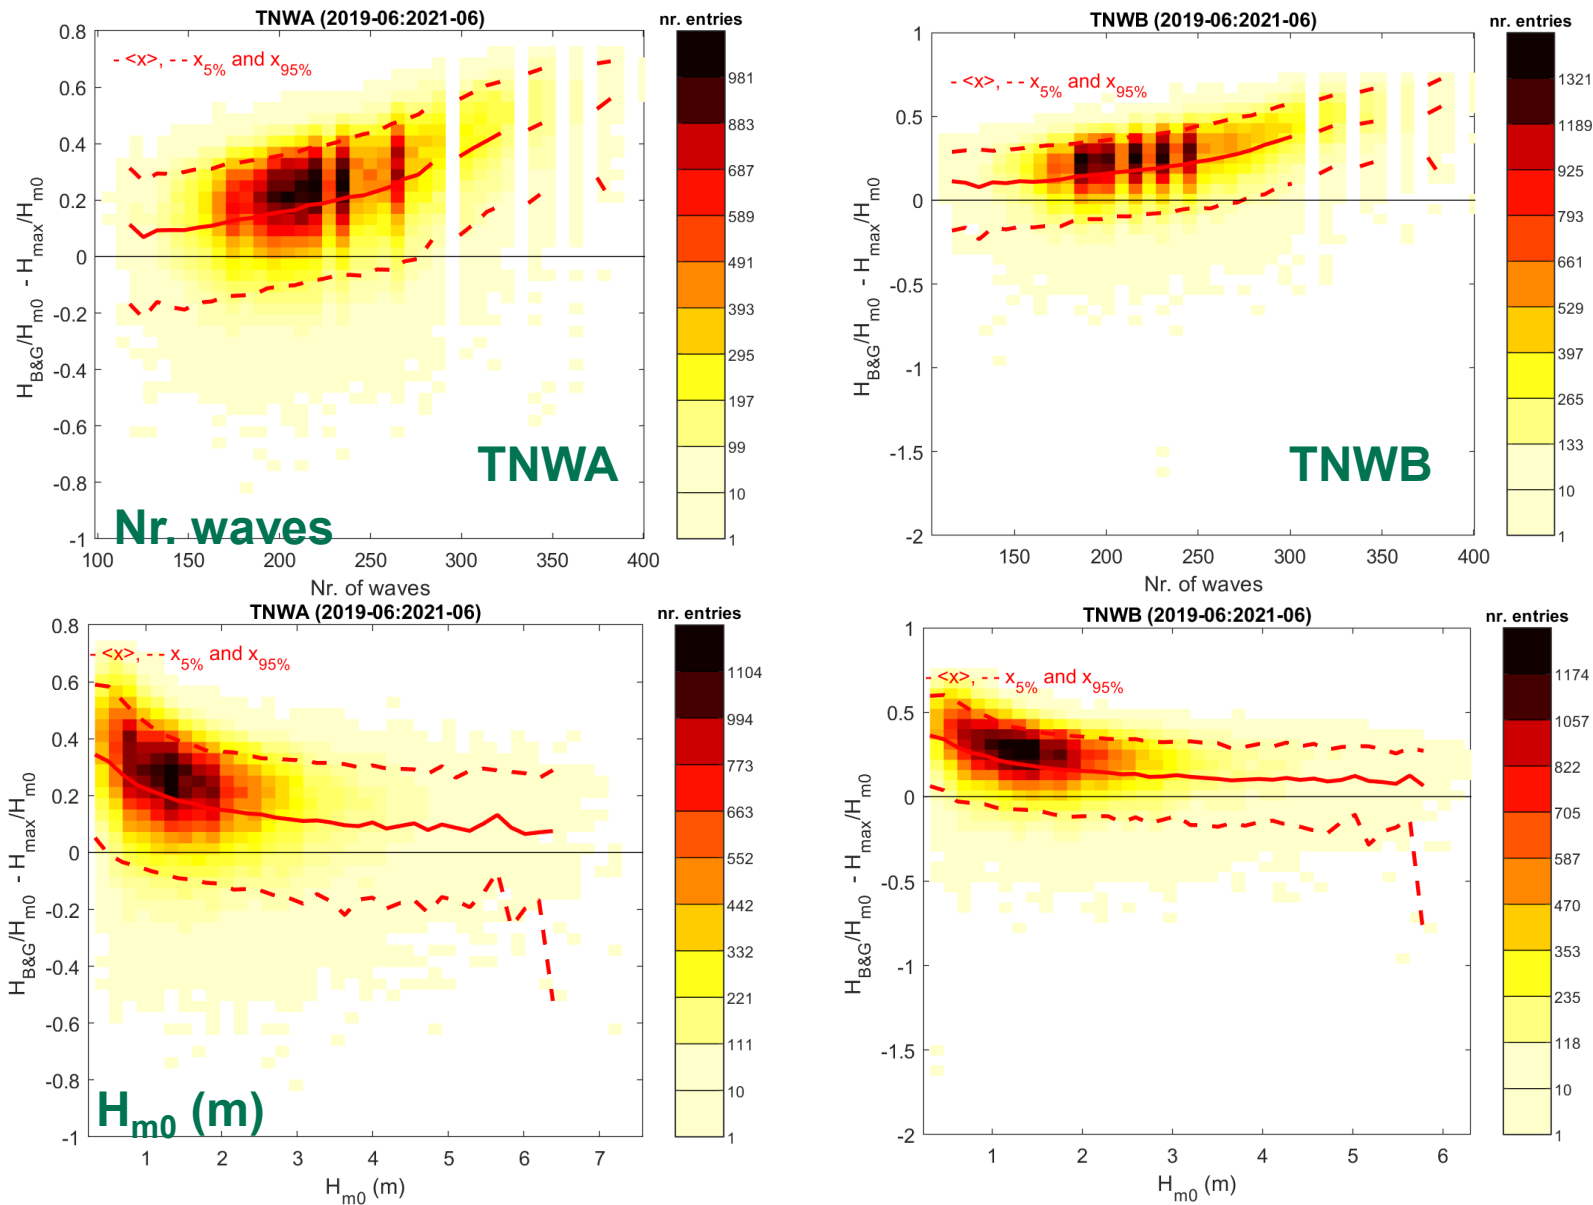 TNWA (2019-06:2021-06)
nr. entries
- <x>, - - x5% and x95%
HB&G/Hm0 - Hmax/Hm0
0.8
0.6
0.4
0.2
0
-0.2
-0.4
-0.6
-0.8
-1
100 150 200 250 300 350 400
Nr. of waves
TNWA
Nr. waves
981
883
687
589
491
393
295
197
99
10
1
TNWB (2019-06:2021-06)
nr. entries
- <x>, - - x5% and x95%
HB&G/Hm0 - Hmax/Hm0
1
0.5
0
-0.5
-1
-1.5
-2
150 200 250 300 350 400
Nr. of waves
TNWB
1321
1189
925
793
661
529
397
265
133
10
1
TNWA (2019-06:2021-06)
nr. entries
- <x>, - - x5% and x95%
HB&G/Hm0 - Hmax/Hm0
0.8
0.6
0.4
0.2
0
-0.2
-0.4
-0.6
-0.8
-1
1 2 3 4 5 6 7
Hm0 (m)
Hm0 (m)
1104
994
773
663
552
442
332
221
111
10
1
TNWB (2019-06:2021-06)
nr. entries
- <x>, - - x5% and x95%
HB&G/Hm0 - Hmax/Hm0
1
0.5
0
-0.5
-1
-1.5
-2
1 2 3 4 5 6
Hm0 (m)
1174
1057
822
705
587
470
353
235
118
10
1